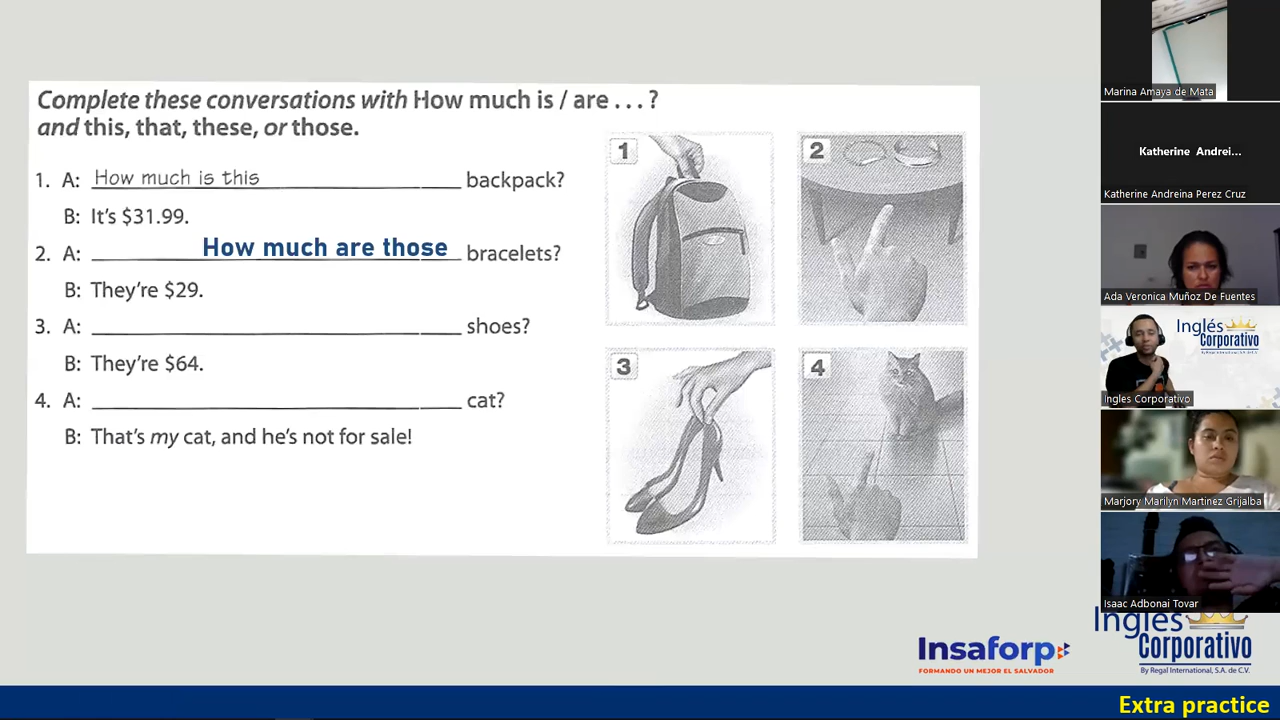 Complete these conversations with How much is / are . . . ?
and this, that, these, or those.
1. A: How much is this backpack?
B: It's $31.99.
2. A: How much are those bracelets?
B: They're $29.
3. A: shoes?
B: They're $64.
4. A: cat?
B: That's my cat, and he's not for sale!
1
2
3
4
Marina Amaya de Mata
Katherine Andrei...
Katherine Andreina Perez Cruz
Ada Veronica Muñoz De Fuentes
Inglés
Corporativo
Ingles Corporativo
Marjory Marilyn Martinez Grijalba
Isaac Adbonai Tovar
Insaforp
FORMANDO UN MEJOR EL SALVADOR
Inglés
Corporativo
By Regal International, S.A. de C.V.
Extra practice